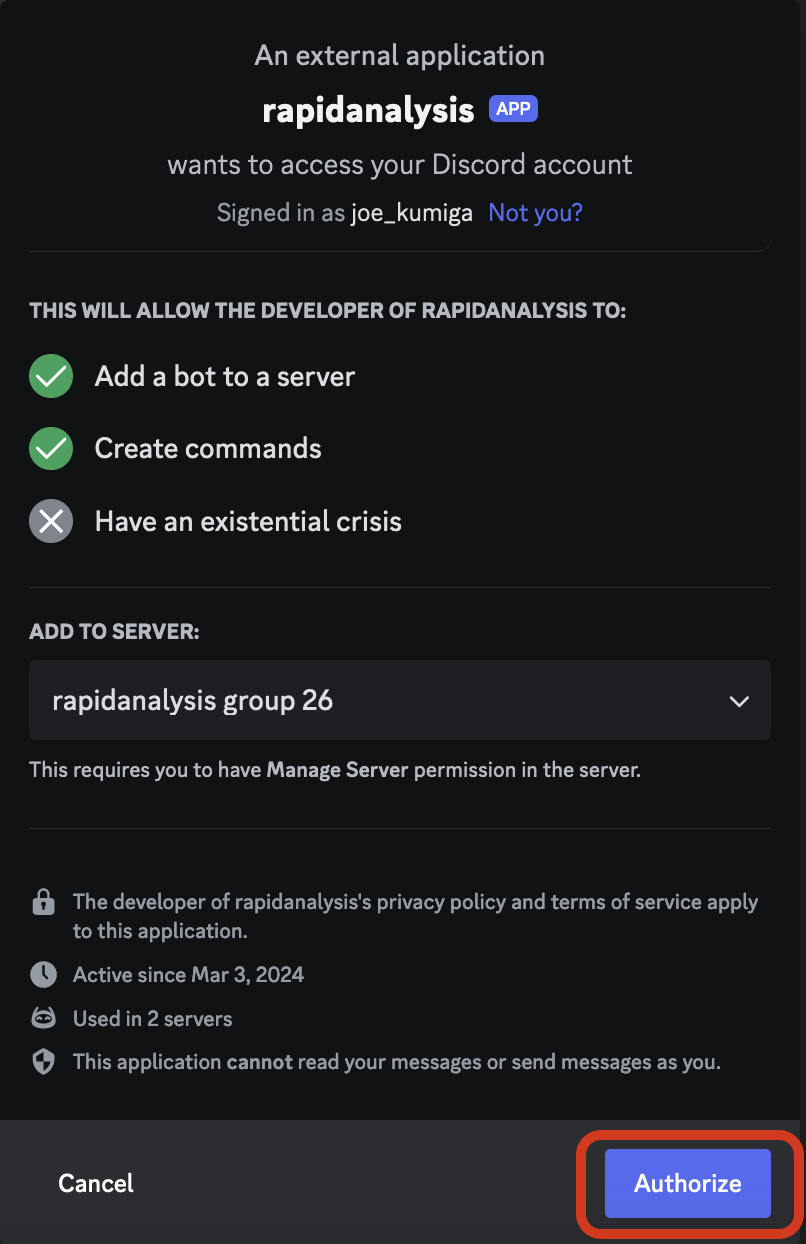 An external application
rapidanalysis APP
wants to access your Discord account
Signed in as joe_kumiga Not you?
THIS WILL ALLOW THE DEVELOPER OF RAPIDANALYSIS TO:
Add a bot to a server
Create commands
Have an existential crisis
ADD TO SERVER:
rapidanalysis group 26
This requires you to have Manage Server permission in the server.
The developer of rapidanalysis's privacy policy and terms of service apply
to this application.
Active since Mar 3, 2024
Used in 2 servers
This application cannot read your messages or send messages as you.
Cancel
Authorize